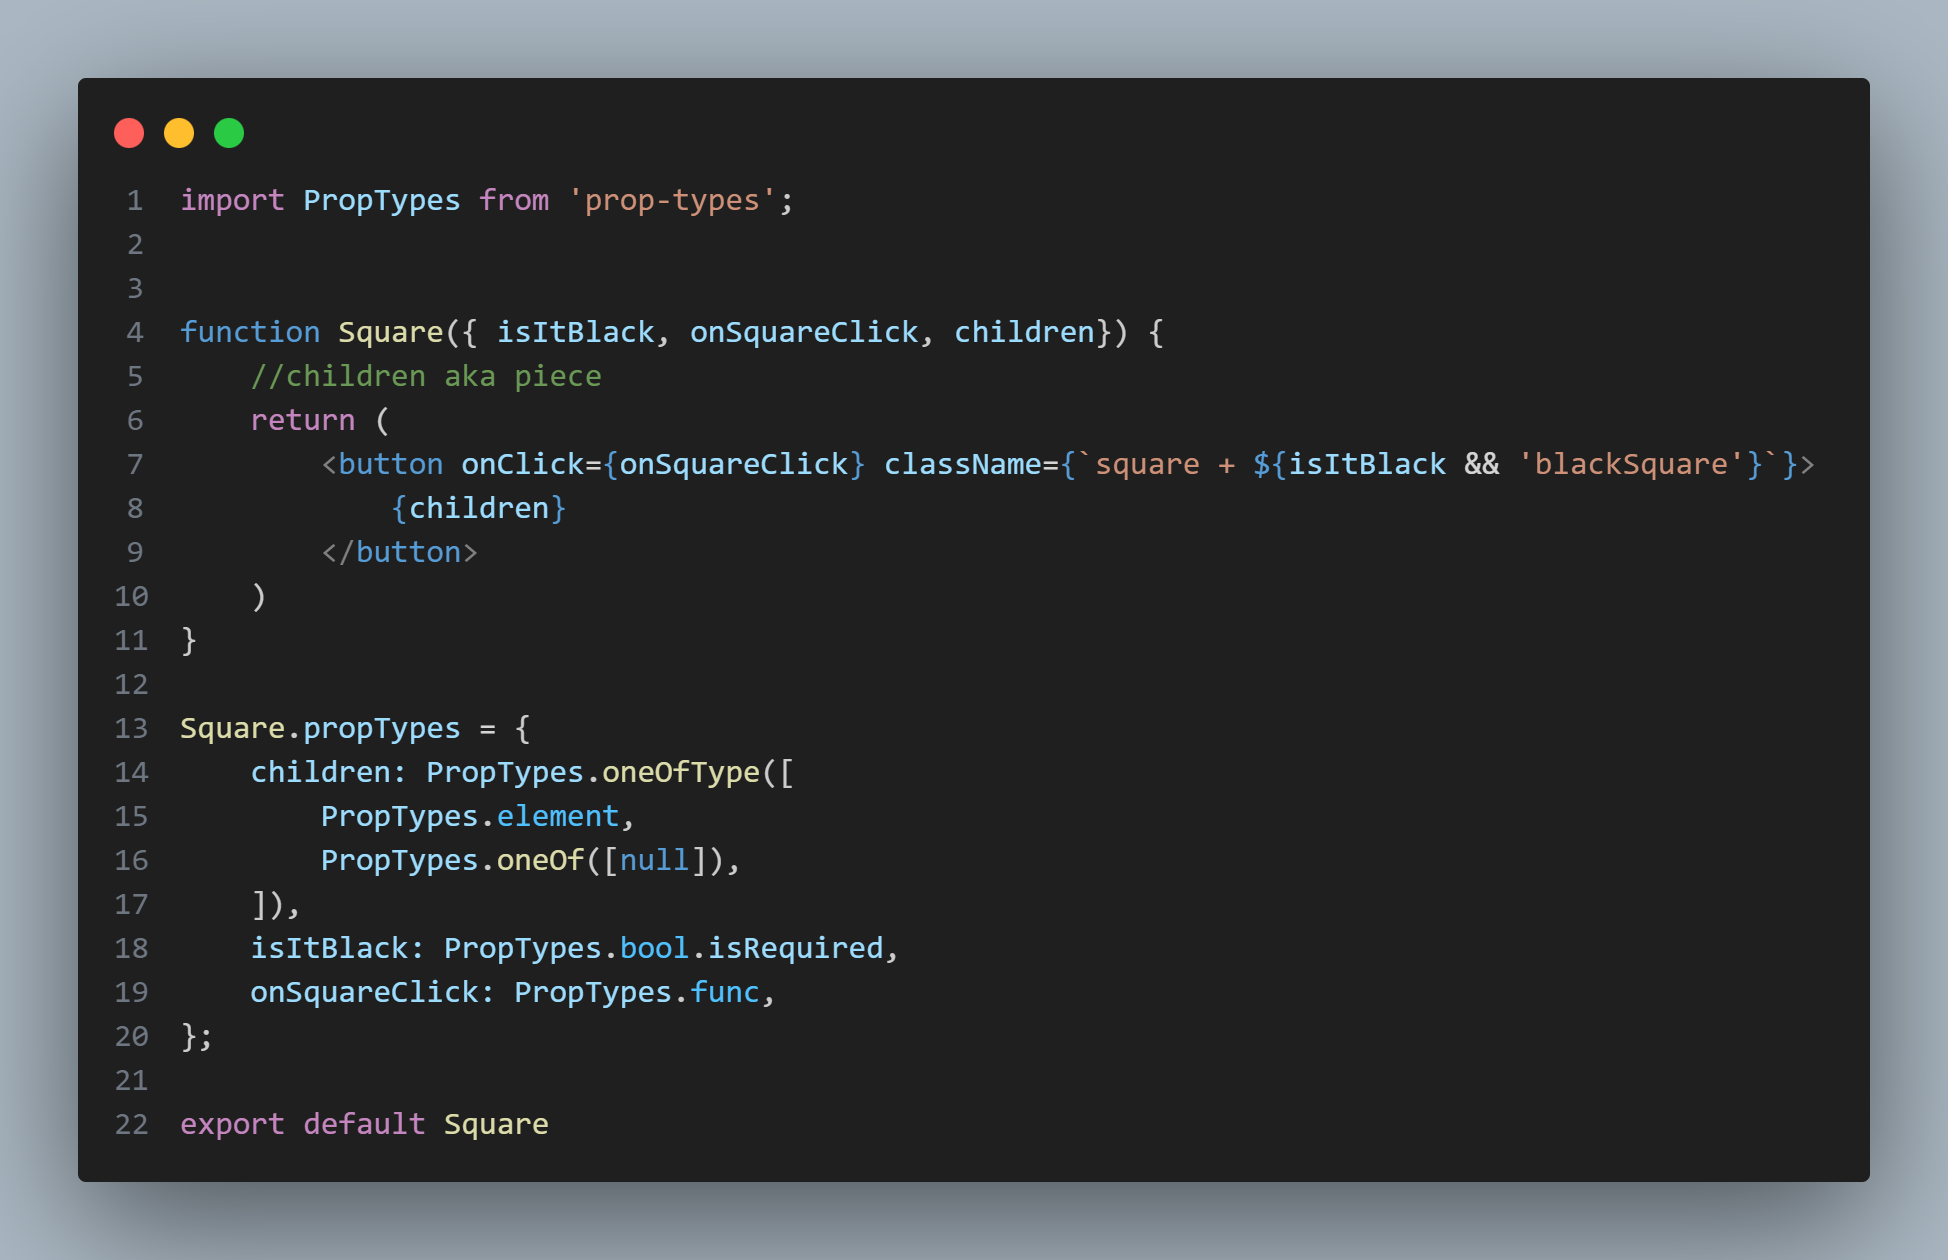 1 import PropTypes from 'prop-types';
2
3
4 function Square({ isItBlack, onSquareClick, children}) {
5     //children aka piece
6     return (
7         <button onClick={onSquareClick} className={`square + ${isItBlack && 'blackSquare'}`}>
8             {children}
9         </button>
10     )
11 }
12
13 Square.propTypes = {
14     children: PropTypes.oneOfType([
15         PropTypes.element,
16         PropTypes.oneOf([null]),
17     ]),
18     isItBlack: PropTypes.bool.isRequired,
19     onSquareClick: PropTypes.func,
20 };
21
22 export default Square